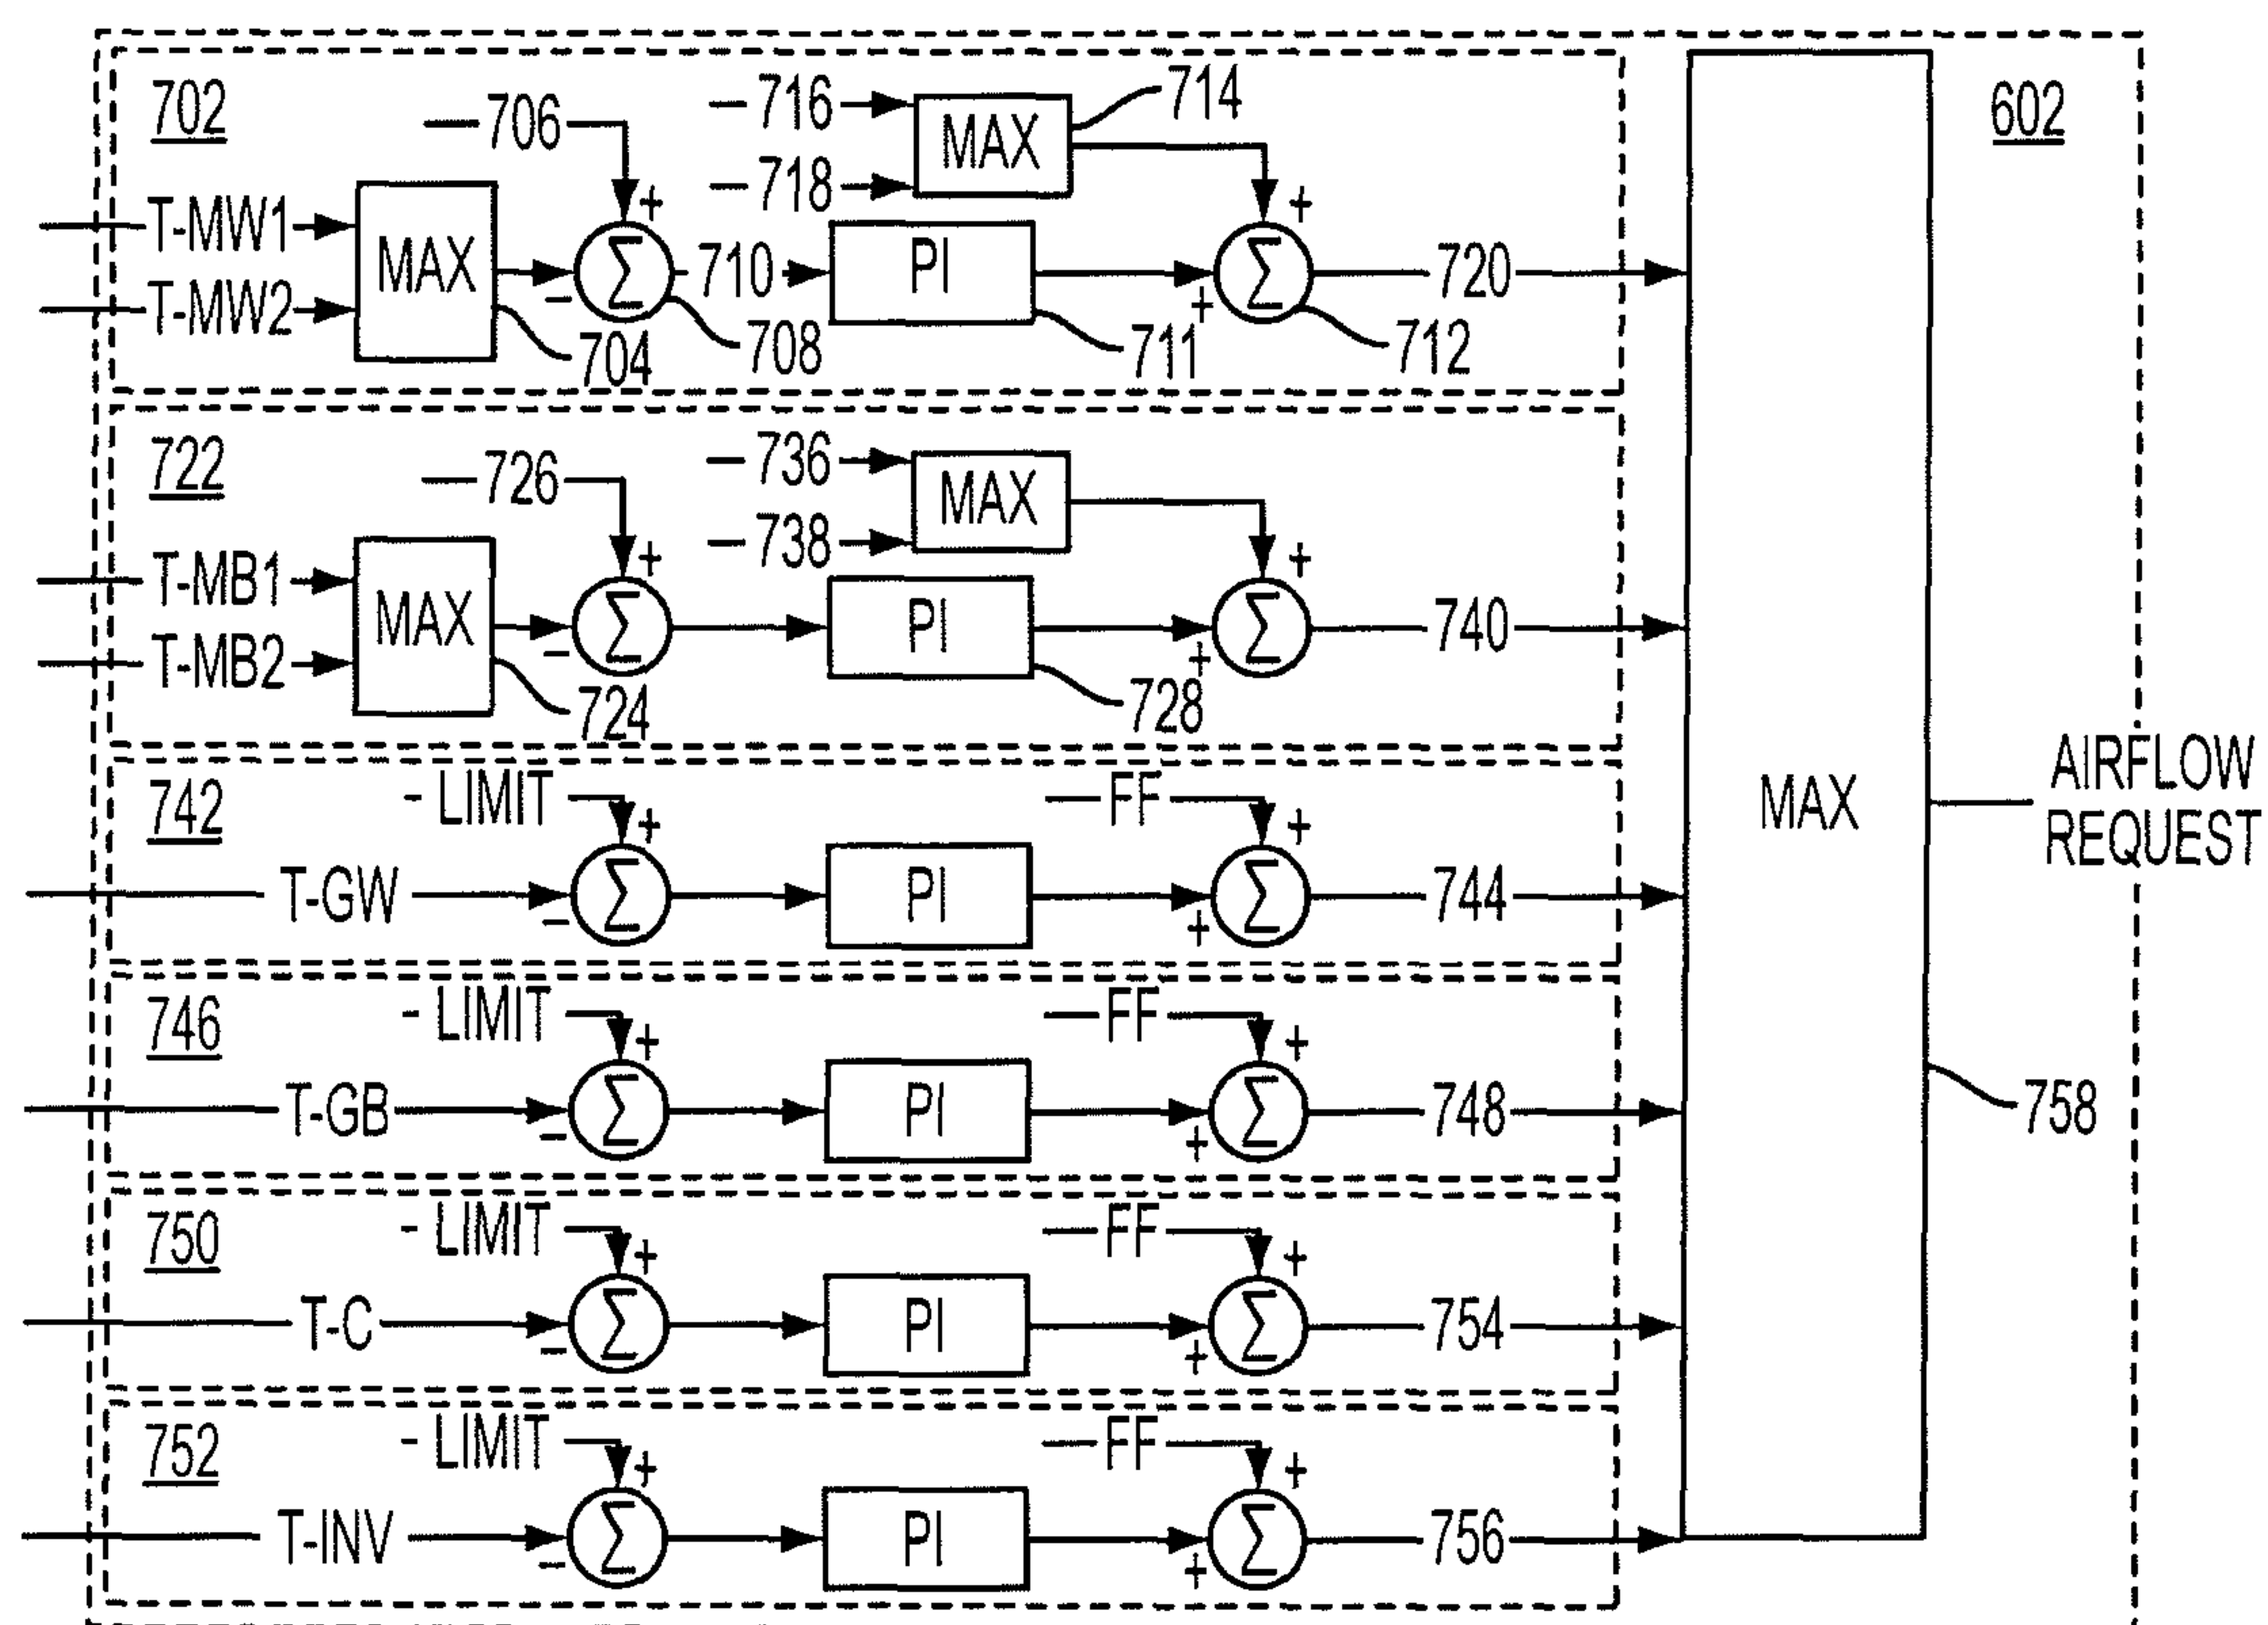 702
706
716
718
MAX
714
602
T-MW1
T-MW2
MAX
704
+
−
Σ
708
710
PI
711
+
+
Σ
712
720
722
726
736
738
MAX
T-MB1
T-MB2
MAX
724
+
−
Σ
PI
728
+
+
Σ
740
742
- LIMIT
T-GW
+
−
Σ
PI
FF
+
+
Σ
744
746
- LIMIT
T-GB
+
−
Σ
PI
FF
+
+
Σ
748
750
- LIMIT
T-C
+
−
Σ
PI
FF
+
+
Σ
754
752
- LIMIT
T-INV
+
−
Σ
PI
FF
+
+
Σ
756
MAX
758
AIRFLOW
REQUEST